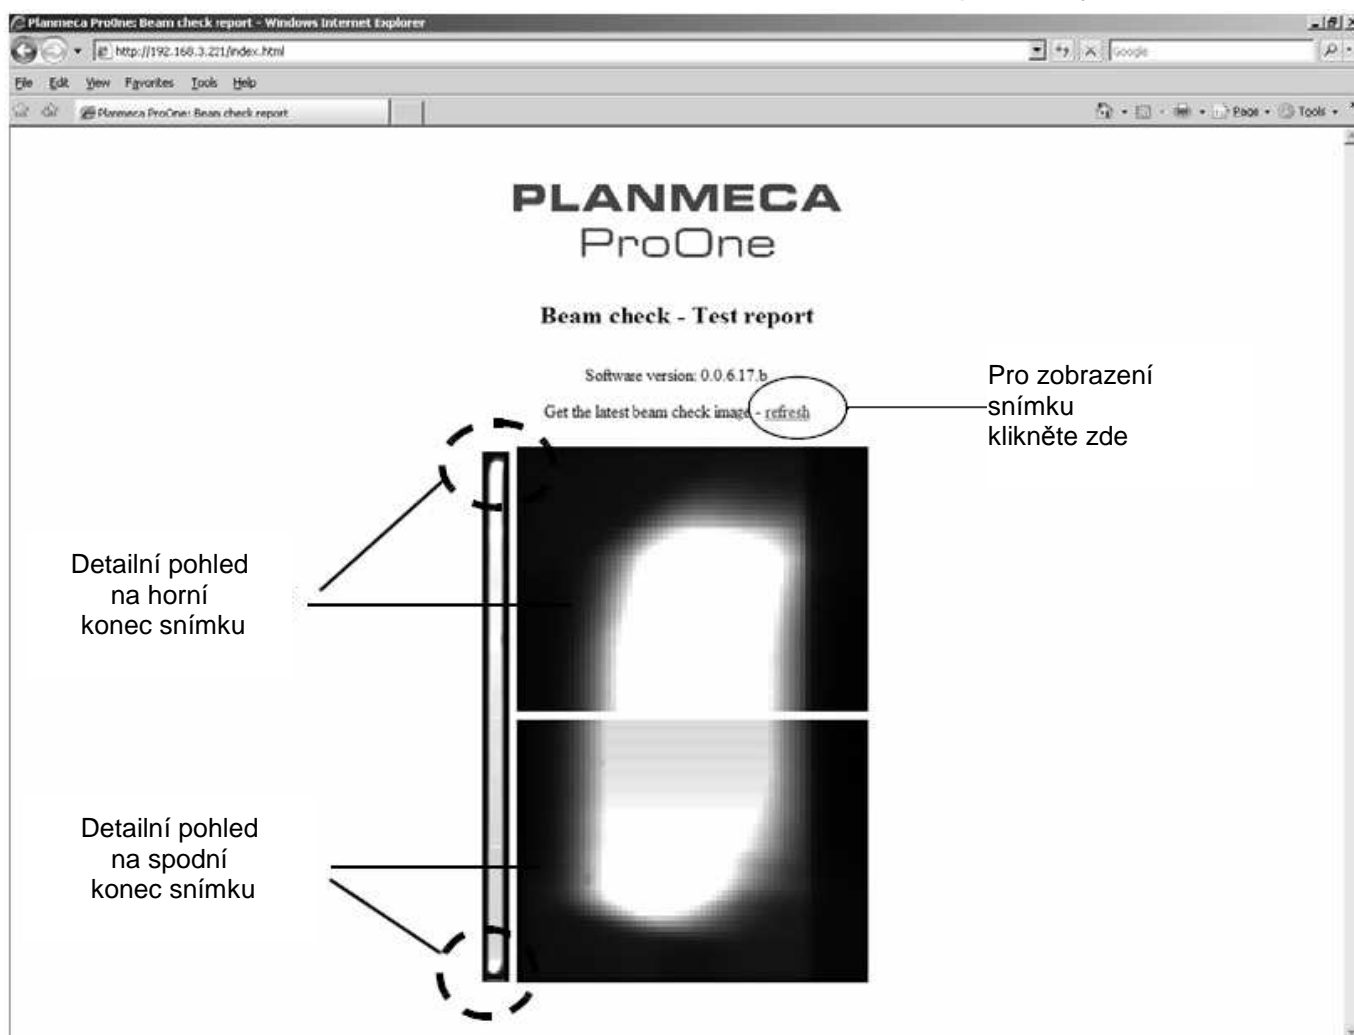 Planmeca ProOne: Beam check report - Windows Internet Explorer
http://192.168.3.221/index.html
Google
File Edit View Favorites Tools Help
Planmeca ProOne: Beam check report
Page Tools
PLANMECA
ProOne
Beam check - Test report
Software version: 0.0.6.17.b
Get the latest beam check image - refresh
Pro zobrazení
snímku
klikněte zde
Detailní pohled
na horní
konec snímku
Detailní pohled
na spodní
konec snímku